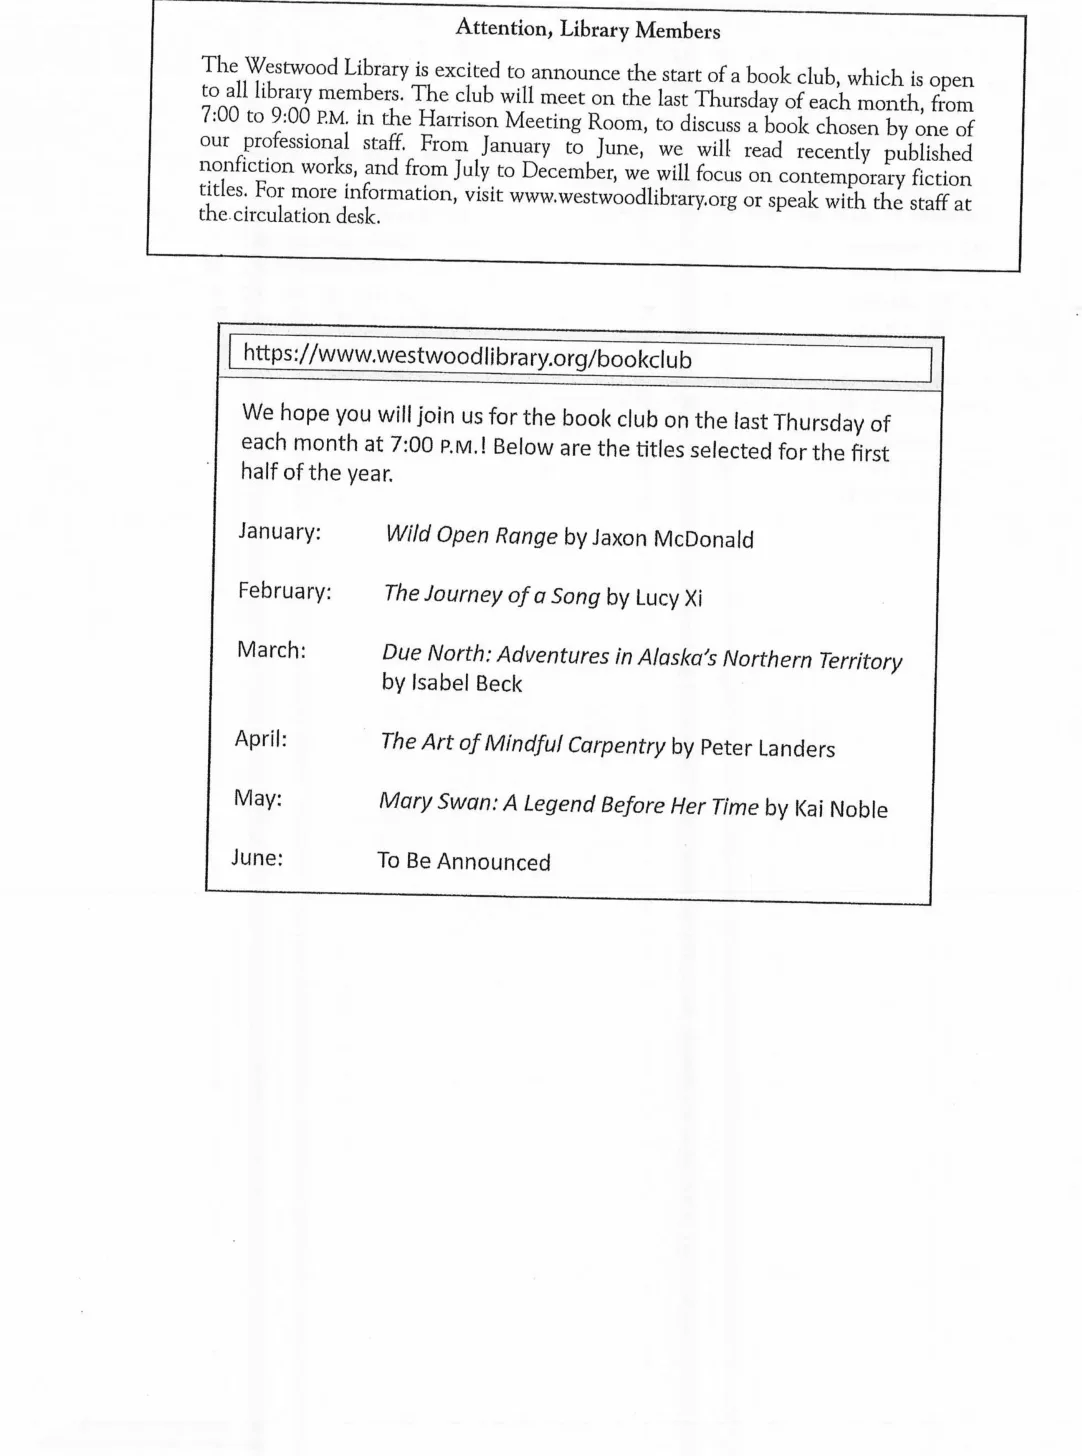 Attention, Library Members
The Westwood Library is excited to announce the start of a book club, which is open
to all library members. The club will meet on the last Thursday of each month, from
7:00 to 9:00 P.M. in the Harrison Meeting Room, to discuss a book chosen by one of
our professional staff. From January to June, we will read recently published
nonfiction works, and from July to December, we will focus on contemporary fiction
titles. For more information, visit www.westwoodlibrary.org or speak with the staff at
the circulation desk.
https://www.westwoodlibrary.org/bookclub
We hope you will join us for the book club on the last Thursday of
each month at 7:00 P.M.! Below are the titles selected for the first
half of the year.
January: Wild Open Range by Jaxon McDonald
February: The Journey of a Song by Lucy Xi
March: Due North: Adventures in Alaska's Northern Territory
by Isabel Beck
April: The Art of Mindful Carpentry by Peter Landers
May: Mary Swan: A Legend Before Her Time by Kai Noble
June: To Be Announced